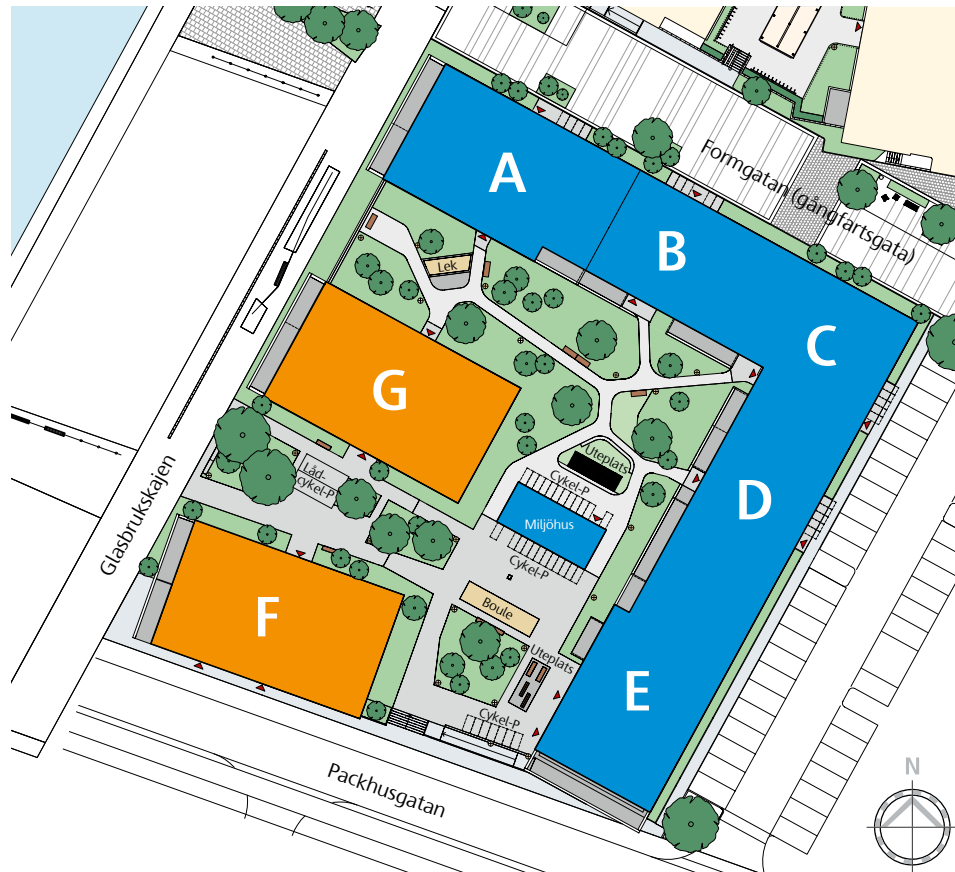 A
Formgatan (gångfartsgata)
B
Lek
C
G
Uteplats
Cykel-P
Låd-
cykel-P
D
Miljöhus
Glasbrukskajen
Cykel-P
Boule
F
Uteplats
E
Cykel-P
Packhusgatan
N